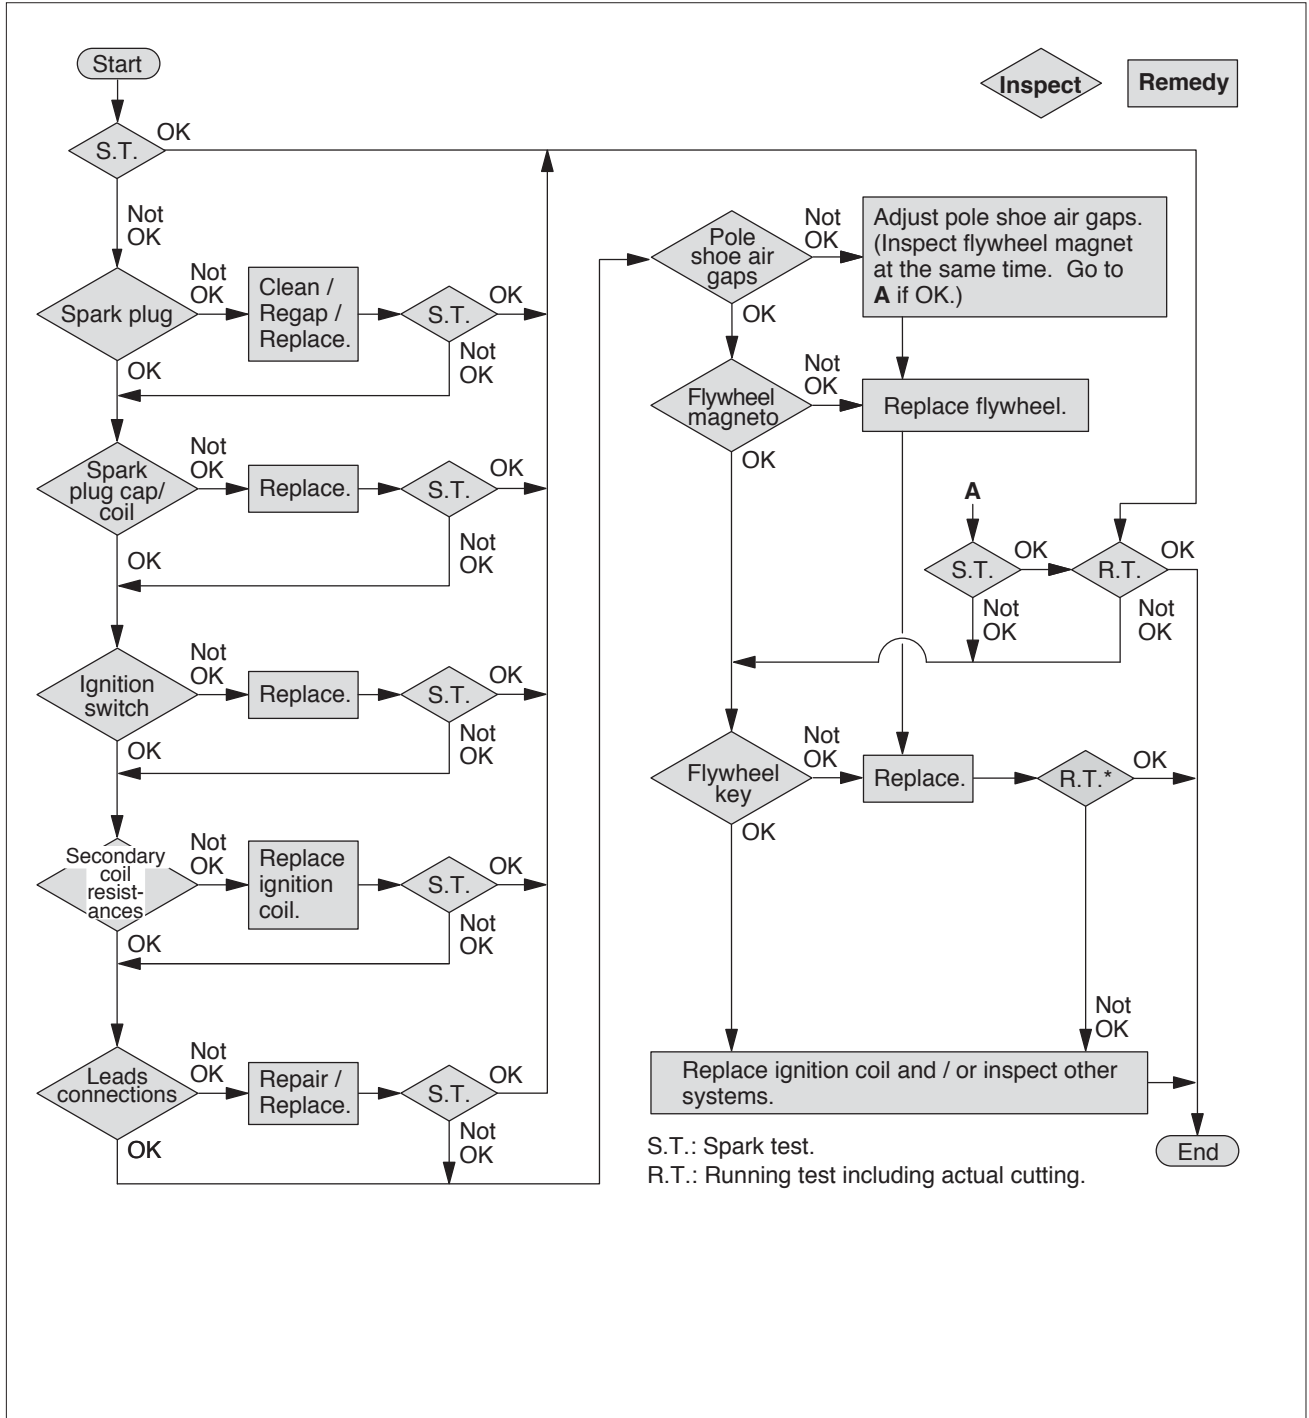 Start
Inspect
Remedy
S.T.
OK
Not
OK
Spark plug
Not
OK
Clean /
Regap /
Replace.
S.T.
OK
Not
OK
OK
Spark
plug cap/
coil
Not
OK
Replace.
S.T.
OK
Not
OK
OK
Ignition
switch
Not
OK
Replace.
S.T.
OK
Not
OK
OK
Secondary
coil
resist-
ances
Not
OK
Replace
ignition
coil.
S.T.
OK
Not
OK
OK
Leads
connections
Not
OK
Repair /
Replace.
S.T.
OK
Not
OK
OK
Pole
shoe air
gaps
Not
OK
Adjust pole shoe air gaps.
(Inspect flywheel magnet
at the same time. Go to
A if OK.)
OK
Flywheel
magneto
Not
OK
Replace flywheel.
OK
A
S.T.
OK
R.T.
OK
Not
OK
Not
OK
Flywheel
key
Not
OK
Replace.
R.T.*
OK
OK
Not
OK
Replace ignition coil and / or inspect other
systems.
End
S.T.: Spark test.
R.T.: Running test including actual cutting.